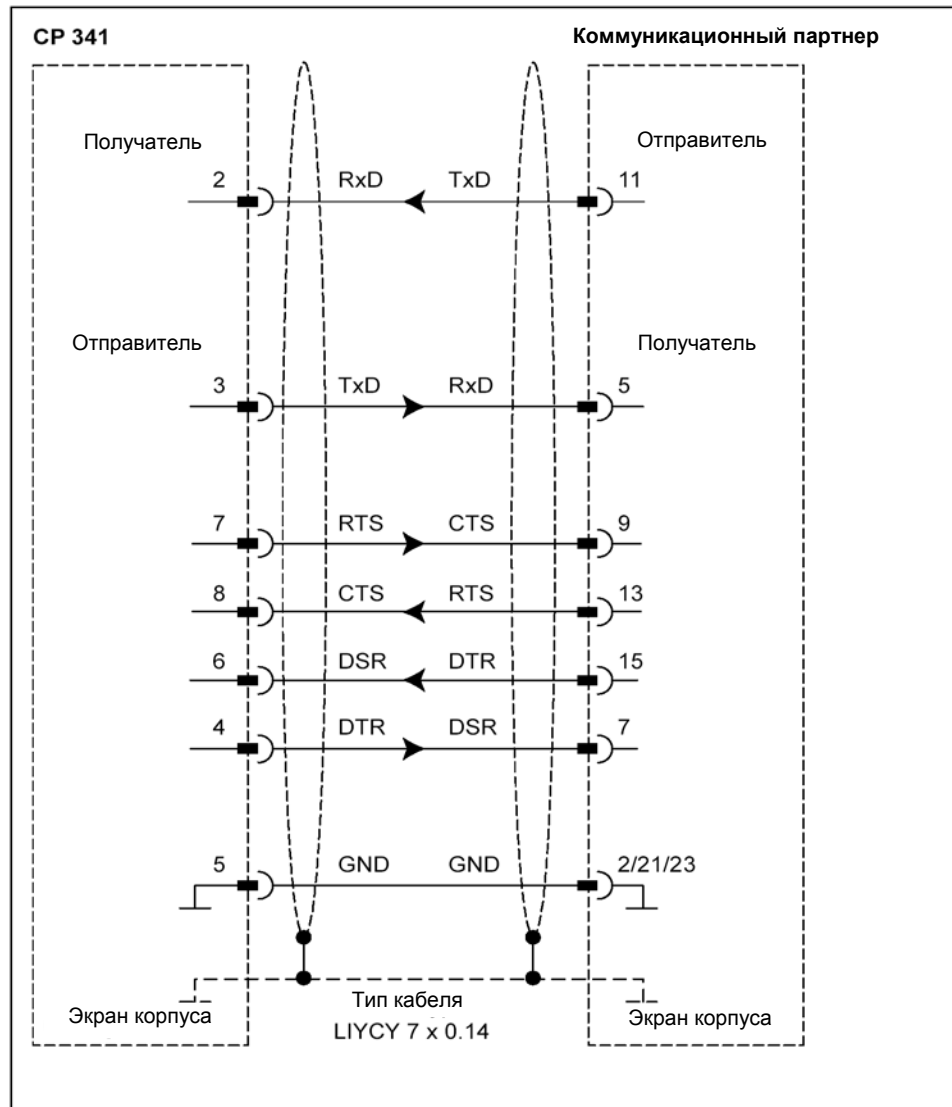 CP 341 Коммуникационный партнер
Получатель Отправитель
2 RxD TxD 11
Отправитель Получатель
3 TxD RxD 5
7 RTS CTS 9
8 CTS RTS 13
6 DSR DTR 15
4 DTR DSR 7
5 GND GND 2/21/23
Экран корпуса Тип кабеля Экран корпуса
LIYCY 7 x 0.14